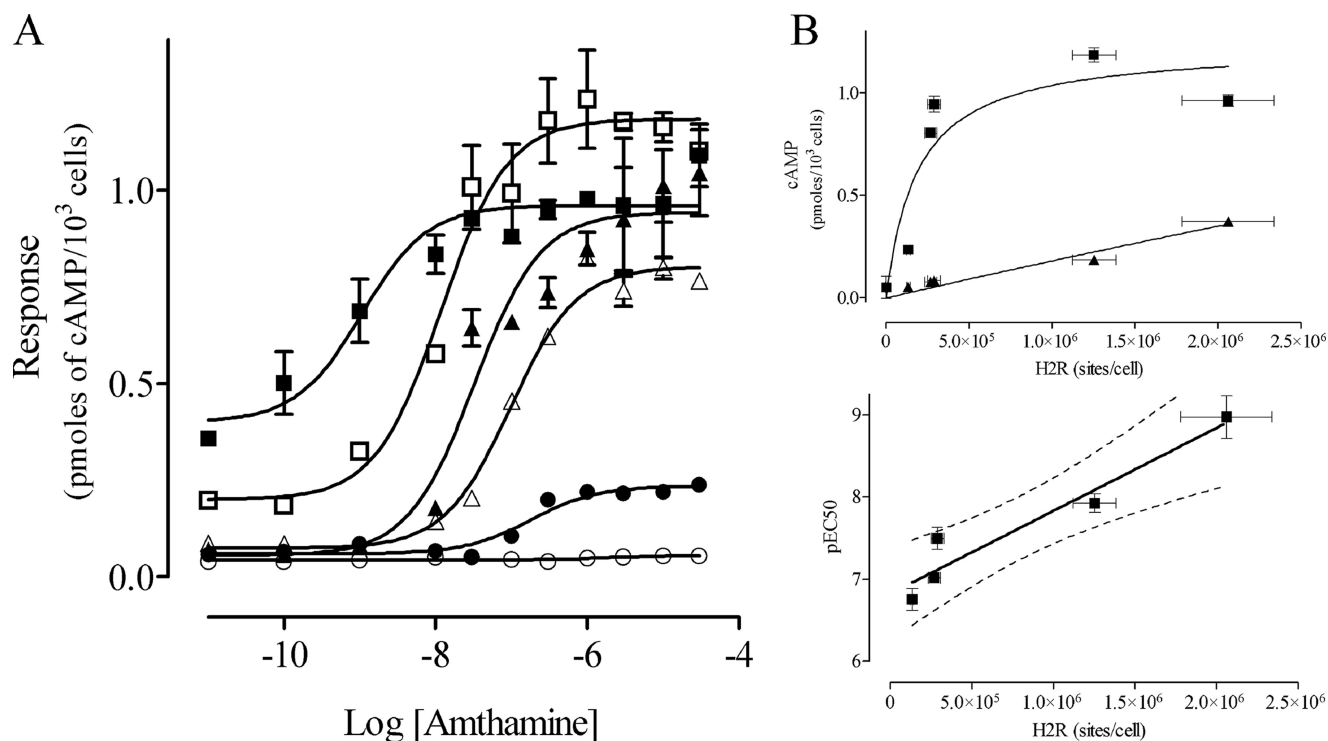 A
Response
(pmoles of cAMP/10³ cells)
1.0
0.5
0.0
-10
-8
-6
-4
Log [Amthamine]
B
cAMP
(pmoles/10³ cells)
1.0
0.5
0.0
0
5.0×10⁵
1.0×10⁶
1.5×10⁶
2.0×10⁶
2.5×10⁶
H2R (sites/cell)
pEC50
9
8
7
6
0
5.0×10⁵
1.0×10⁶
1.5×10⁶
2.0×10⁶
2.5×10⁶
H2R (sites/cell)